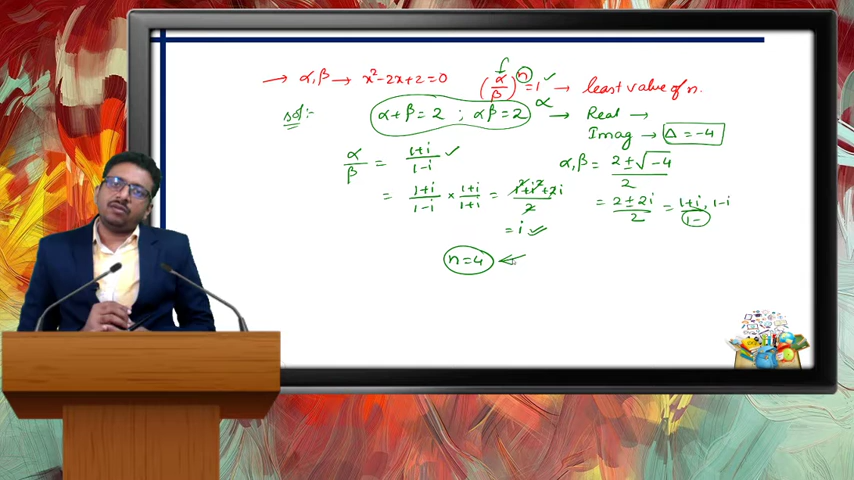 → α,β → x²-2x+2=0 (α/β)ⁿ=1 ✓ → least value of n.
sol:- α+β=2 ; αβ=2 α → Real →
Imag → Δ=-4
α/β = 1+i/1-i ✓ α,β = 2±√-4/2
= 1+i/1-i × 1+i/1+i = 1+i²+2i/2 = 2±2i/2 = 1+i, 1-i
1-
= i ✓
n=4 ←